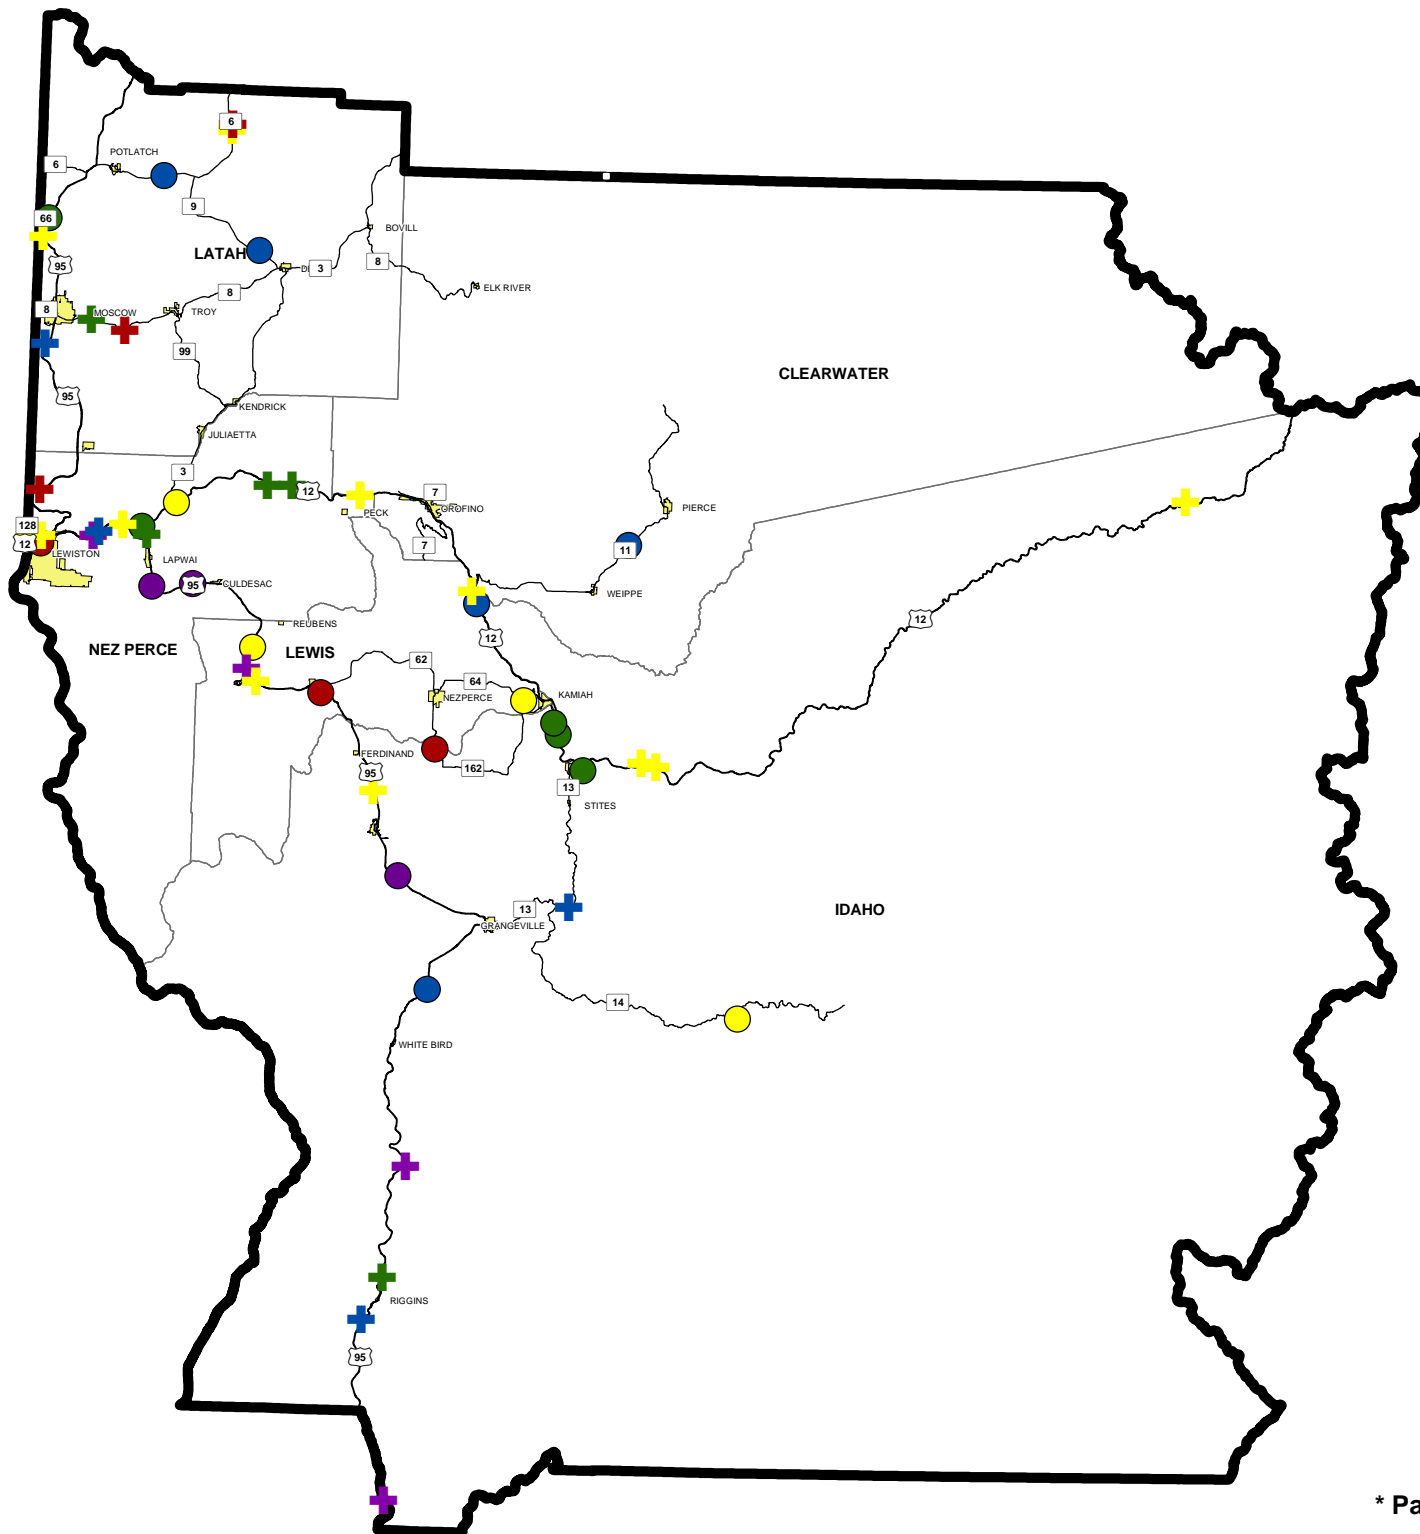 6
POTLATCH
6
9
66
BOVILL
LATAH
8
95
3
8
ELK RIVER
8
MOSCOW
TROY
99
CLEARWATER
95
KENDRICK
JULIAETTA
3
12
7
PECK
OROFINO
PIERCE
128
12
LEWISTON
7
11
LAPWAI
95
CULDESAC
WEIPPE
REUBENS
12
12
NEZ PERCE
LEWIS
62
64
NEZPERCE
KAMIAH
FERDINAND
95
162
13
STITES
13
GRANGEVILLE
IDAHO
14
WHITE BIRD
RIGGINS
95
* Pa